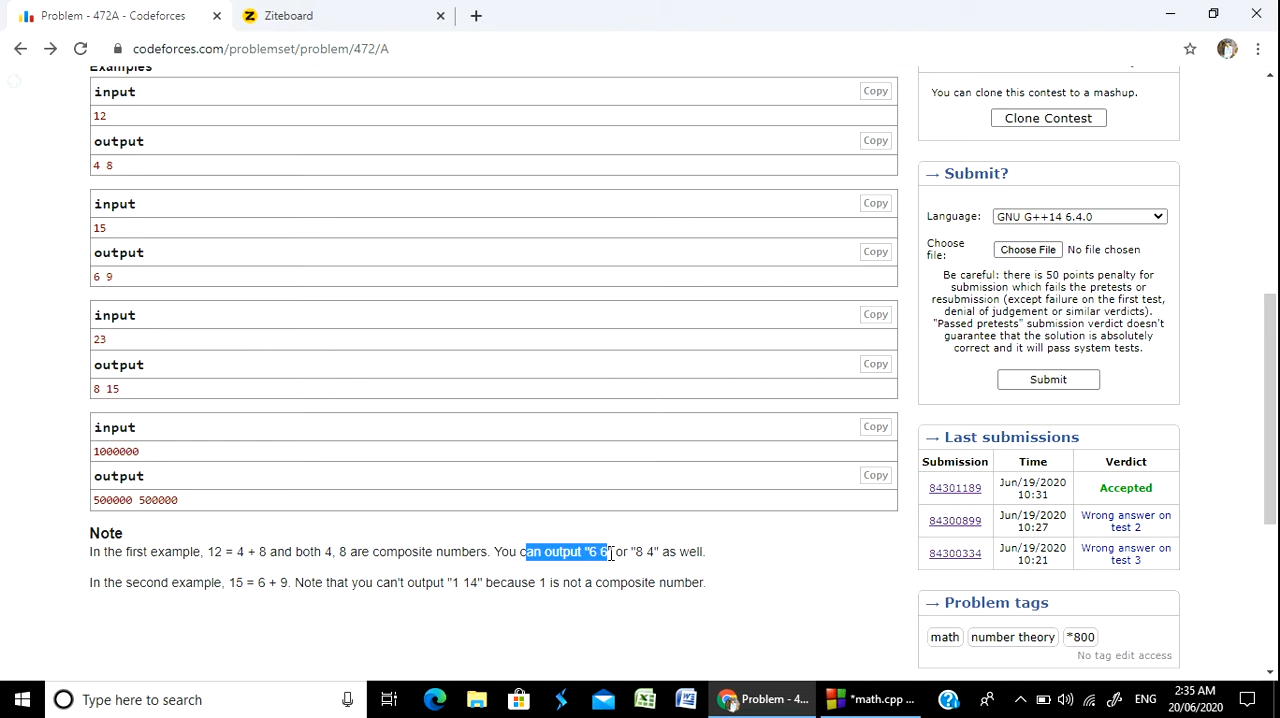 Problem - 472A - Codeforces
Ziteboard
codeforces.com/problemset/problem/472/A
Examples
input
Copy
12
output
Copy
4 8
input
Copy
15
output
Copy
6 9
input
Copy
23
output
Copy
8 15
input
Copy
1000000
output
Copy
500000 500000
Note
In the first example, 12 = 4 + 8 and both 4, 8 are composite numbers. You can output "6 6" or "8 4" as well.
In the second example, 15 = 6 + 9. Note that you can't output "1 14" because 1 is not a composite number.
You can clone this contest to a mashup.
Clone Contest
→ Submit?
Language: GNU G++14 6.4.0
Choose
file:
Choose File No file chosen
Be careful: there is 50 points penalty for
submission which fails the pretests or
resubmission (except failure on the first test,
denial of judgement or similar verdicts).
"Passed pretests" submission verdict doesn't
guarantee that the solution is absolutely
correct and it will pass system tests.
Submit
→ Last submissions
Submission Time Verdict
84301189 Jun/19/2020 10:31 Accepted
84300899 Jun/19/2020 10:27 Wrong answer on test 2
84300334 Jun/19/2020 10:21 Wrong answer on test 3
→ Problem tags
math number theory *800
No tag edit access
Type here to search
Problem - 4...
*math.cpp ...
ENG
2:35 AM
20/06/2020